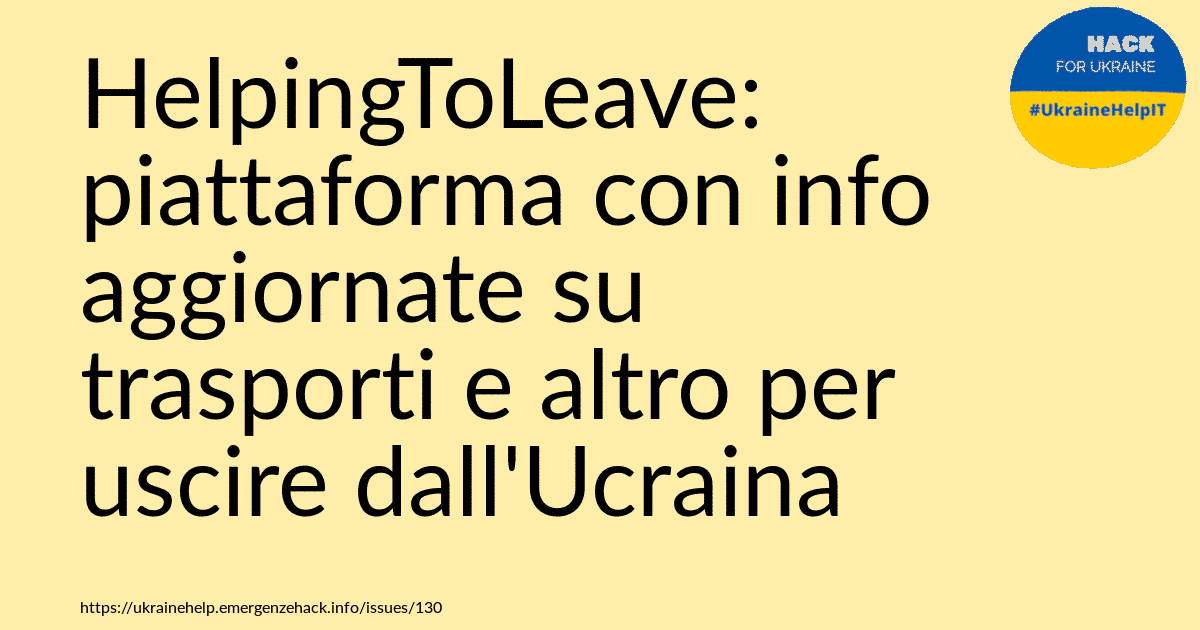 HelpingToLeave:
piattaforma con info
aggiornate su
trasporti e altro per
uscire dall'Ucraina
HACK
FOR UKRAINE
#UkraineHelpIT
https://ukrainehelp.emergenzehack.info/issues/130